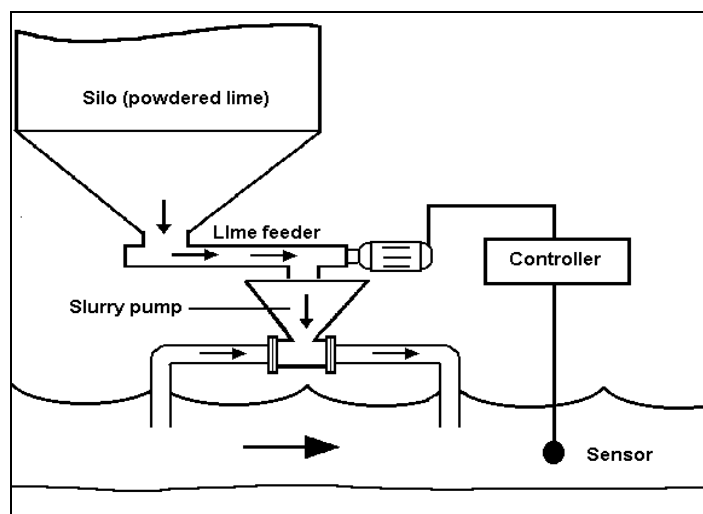 Silo (powdered lime)
LIme feeder
Controller
Slurry pump
Sensor